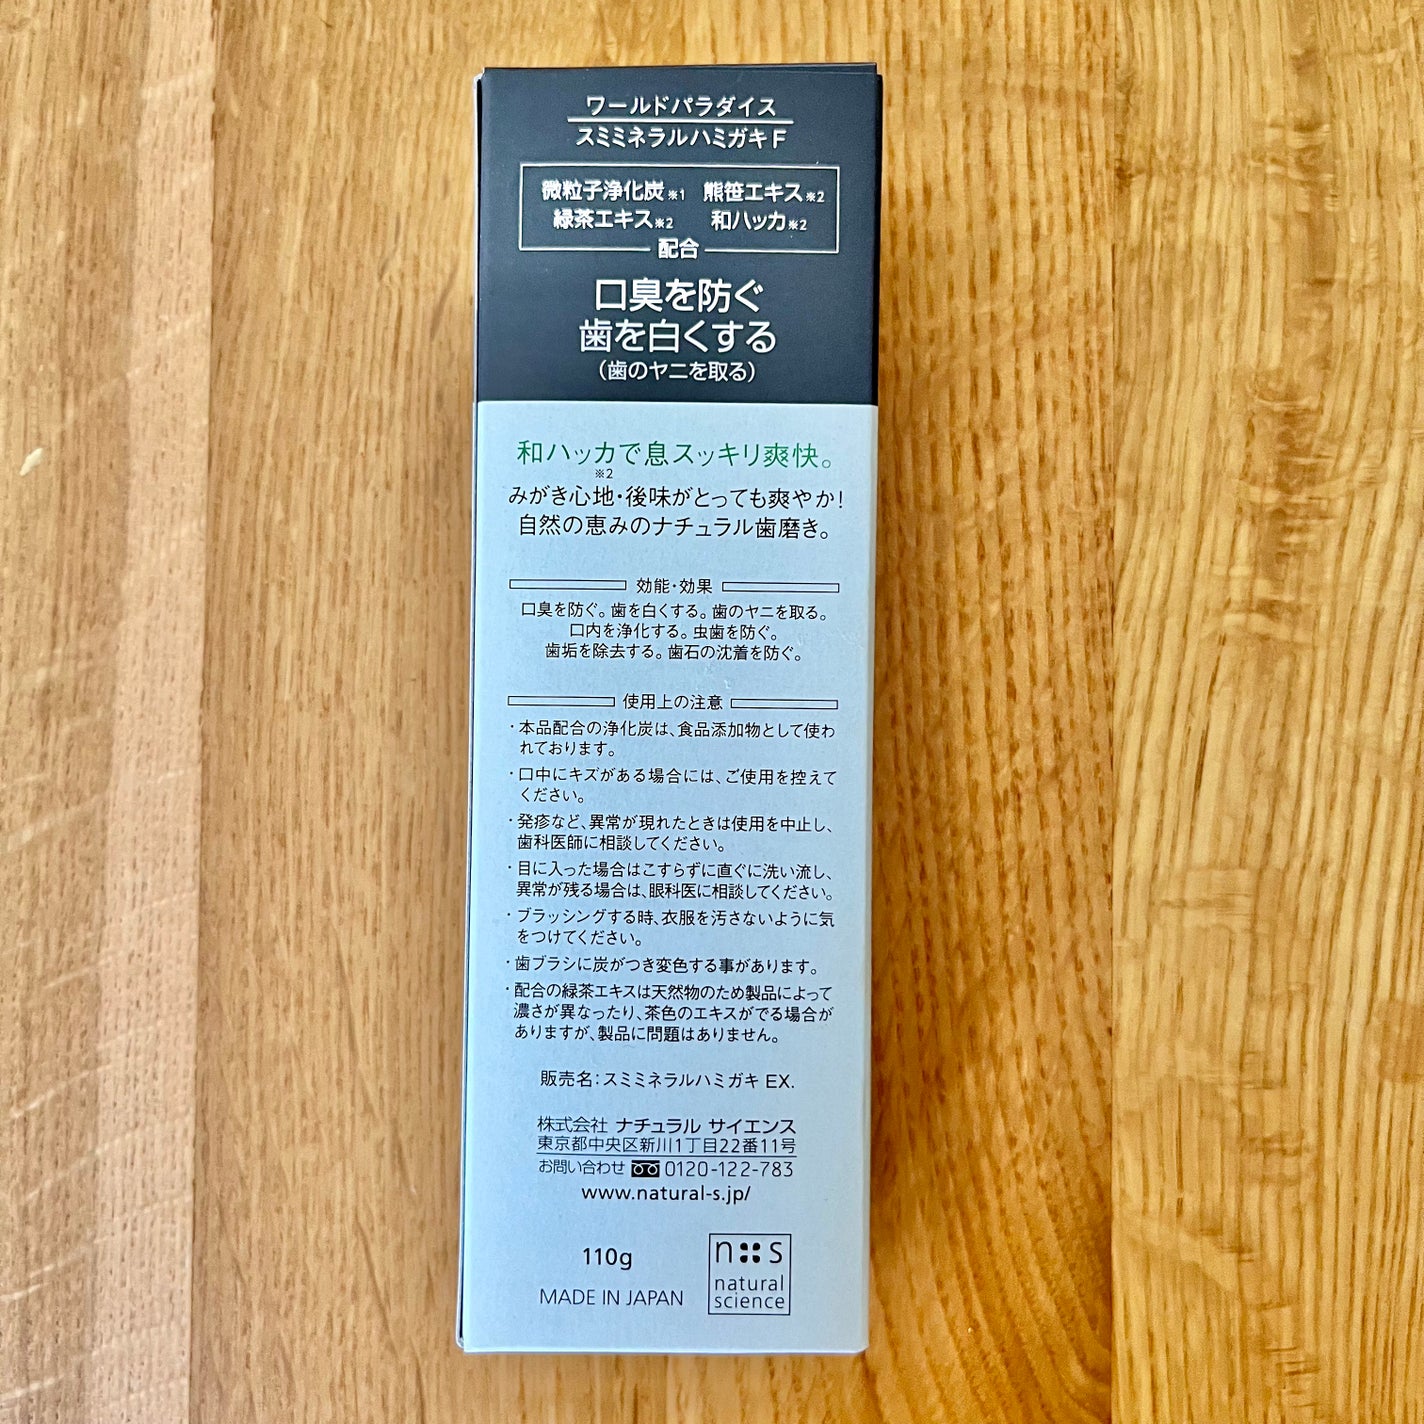 ワールドパラダイス
スミミネラルハミガキF
微粒子浄化炭※1 熊笹エキス※2
緑茶エキス※2 和ハッカ※2
配合
口臭を防ぐ
歯を白くする
(歯のヤニを取る)
和ハッカで息スッキリ爽快。
※2
みがき心地・後味がとっても爽やか!
自然の恵みのナチュラル歯磨き。
効能・効果
口臭を防ぐ。歯を白くする。歯のヤニを取る。
口内を浄化する。虫歯を防ぐ。
歯垢を除去する。歯石の沈着を防ぐ。
使用上の注意
・本品配合の浄化炭は、食品添加物として使わ
れております。
・口中にキズがある場合には、ご使用を控えて
ください。
・発疹など、異常が現れたときは使用を中止し、
歯科医師に相談してください。
・目に入った場合はこすらずに直ぐに洗い流し、
異常が残る場合は、眼科医に相談してください。
・ブラッシングする時、衣服を汚さないように気
をつけてください。
・歯ブラシに炭がつき変色する事があります。
・配合の緑茶エキスは天然物のため製品によって
濃さが異なったり、茶色のエキスがでる場合が
ありますが、製品に問題はありません。
販売名:スミミネラルハミガキ EX.
株式会社 ナチュラル サイエンス
東京都中央区新川1丁目22番11号
お問い合わせ 0120-122-783
www.natural-s.jp/
110g
MADE IN JAPAN
n s
natural
science